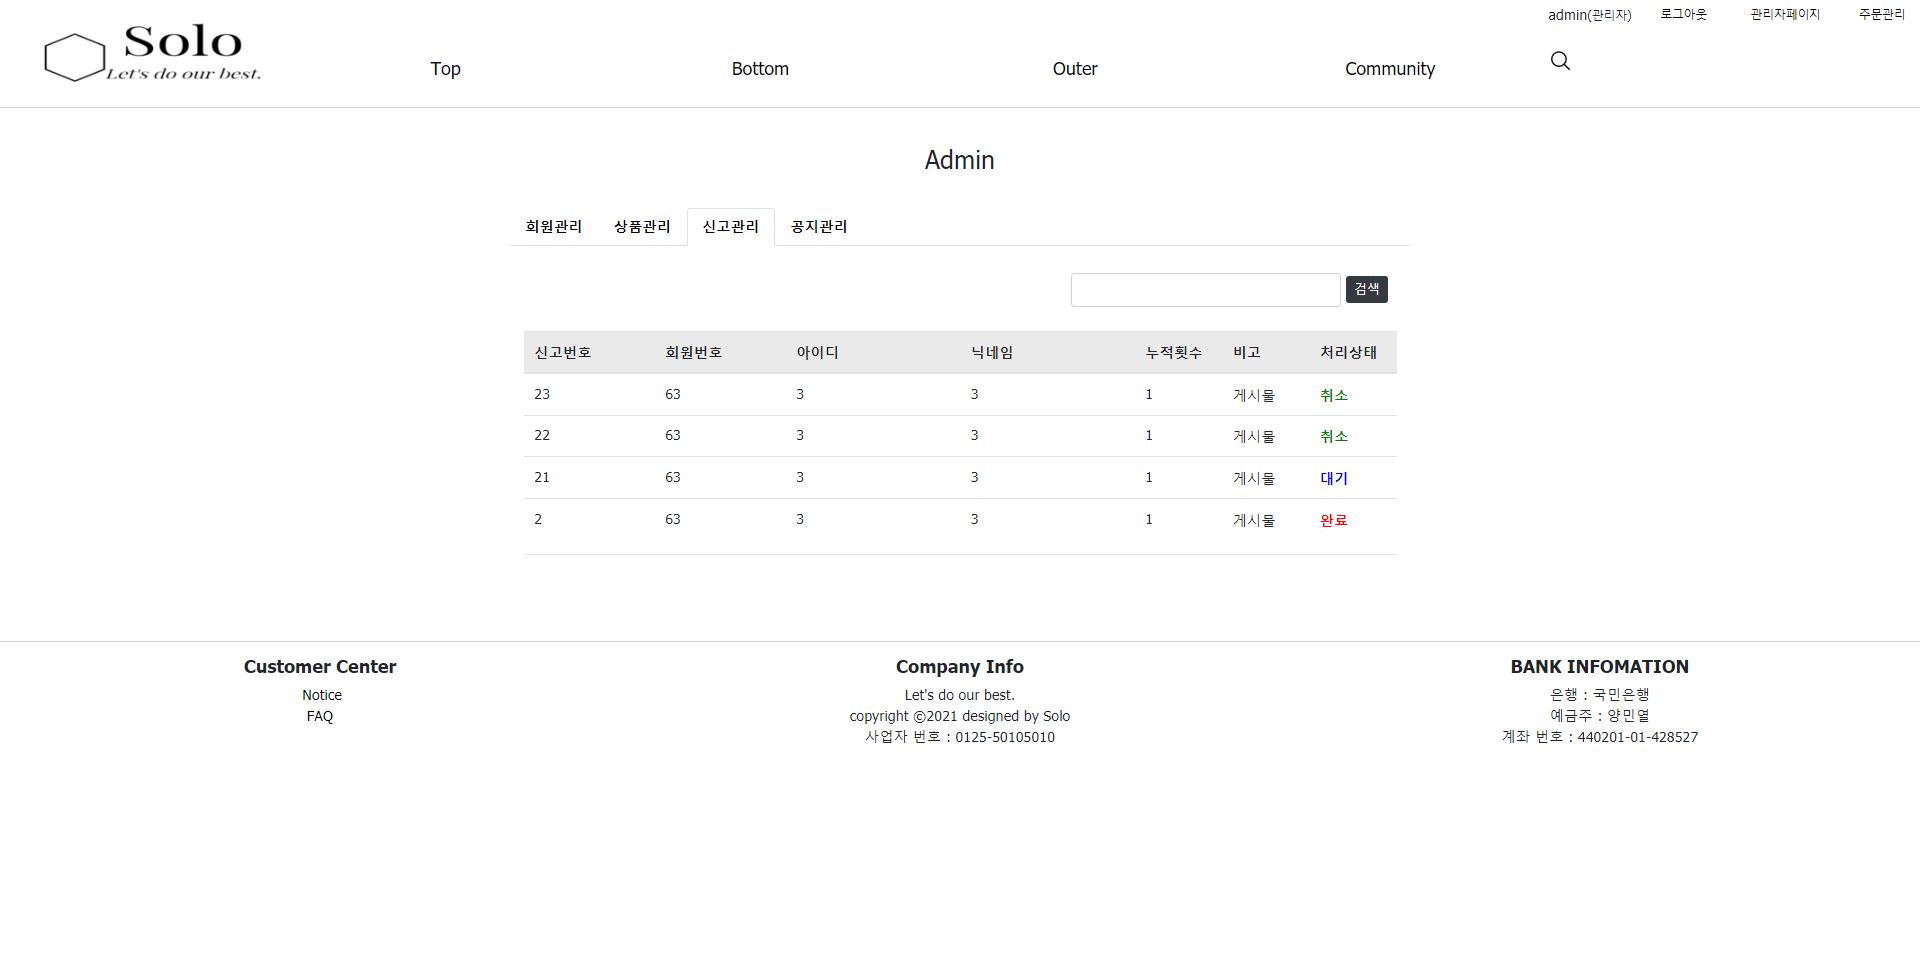 admin(관리자) 로그아웃 관리자페이지 주문관리
Solo
Let's do our best.
Top Bottom Outer Community
Admin
회원관리 상품관리 신고관리 공지관리
검색
신고번호 회원번호 아이디 닉네임 누적횟수 비고 처리상태
23 63 3 3 1 게시물 취소
22 63 3 3 1 게시물 취소
21 63 3 3 1 게시물 대기
2 63 3 3 1 게시물 완료
Customer Center
Notice
FAQ
Company Info
Let's do our best.
copyright ©2021 designed by Solo
사업자 번호 : 0125-50105010
BANK INFOMATION
은행 : 국민은행
예금주 : 양민열
계좌 번호 : 440201-01-428527